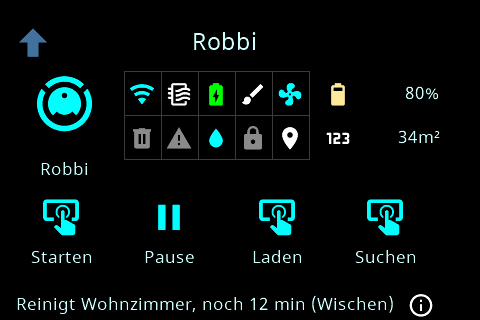 Robbi
80%
123 34m²
Robbi
Starten Pause Laden Suchen
Reinigt Wohnzimmer, noch 12 min (Wischen)